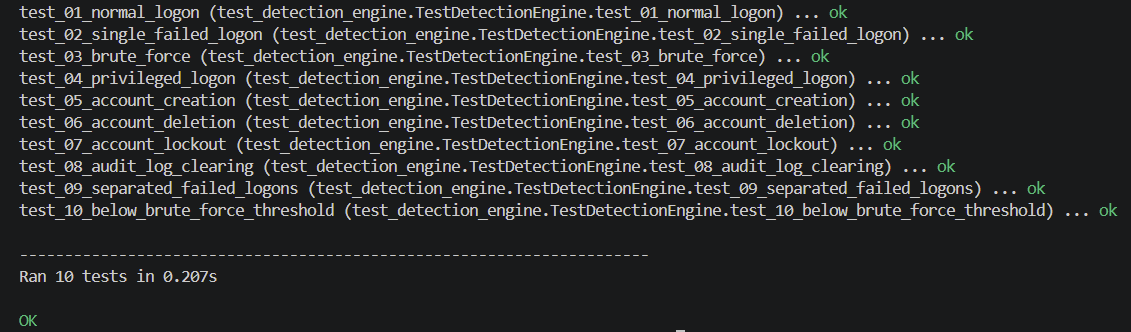 test_01_normal_logon (test_detection_engine.TestDetectionEngine.test_01_normal_logon) ... ok
test_02_single_failed_logon (test_detection_engine.TestDetectionEngine.test_02_single_failed_logon) ... ok
test_03_brute_force (test_detection_engine.TestDetectionEngine.test_03_brute_force) ... ok
test_04_privileged_logon (test_detection_engine.TestDetectionEngine.test_04_privileged_logon) ... ok
test_05_account_creation (test_detection_engine.TestDetectionEngine.test_05_account_creation) ... ok
test_06_account_deletion (test_detection_engine.TestDetectionEngine.test_06_account_deletion) ... ok
test_07_account_lockout (test_detection_engine.TestDetectionEngine.test_07_account_lockout) ... ok
test_08_audit_log_clearing (test_detection_engine.TestDetectionEngine.test_08_audit_log_clearing) ... ok
test_09_separated_failed_logons (test_detection_engine.TestDetectionEngine.test_09_separated_failed_logons) ... ok
test_10_below_brute_force_threshold (test_detection_engine.TestDetectionEngine.test_10_below_brute_force_threshold) ... ok
----------------------------------------------------------------------
Ran 10 tests in 0.207s
OK